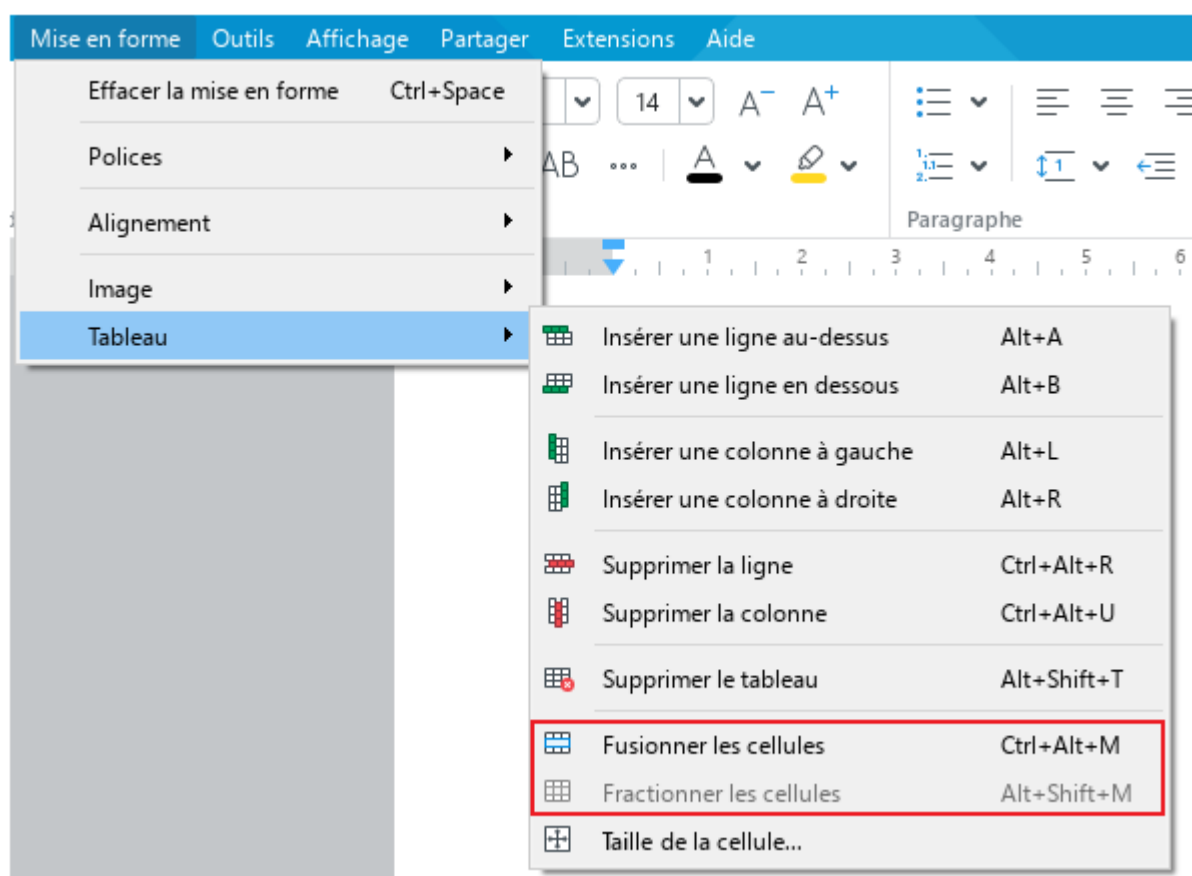 Mise en forme Outils Affichage Partager Extensions Aide
Effacer la mise en forme Ctrl+Space
14 A- A+
Polices
AB A
Alignement
Paragraphe
1 2 3 4 5 6
Image
Tableau
Insérer une ligne au-dessus Alt+A
Insérer une ligne en dessous Alt+B
Insérer une colonne à gauche Alt+L
Insérer une colonne à droite Alt+R
Supprimer la ligne Ctrl+Alt+R
Supprimer la colonne Ctrl+Alt+U
Supprimer le tableau Alt+Shift+T
Fusionner les cellules Ctrl+Alt+M
Fractionner les cellules Alt+Shift+M
Taille de la cellule...